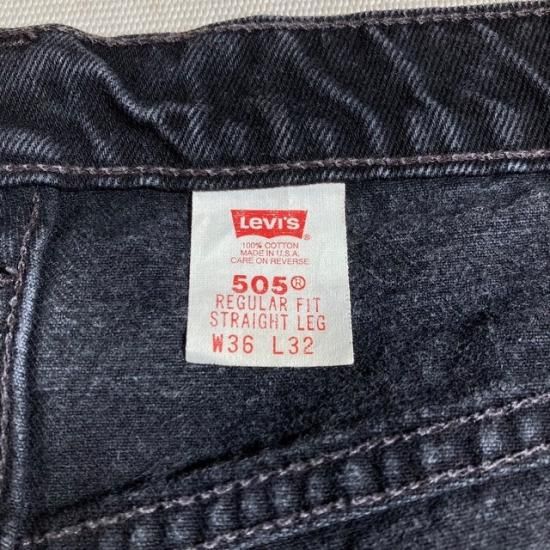 Levi's ®
100% COTTON
MADE IN U.S.A.
CARE ON REVERSE
505®
REGULAR FIT
STRAIGHT LEG
W36 L32